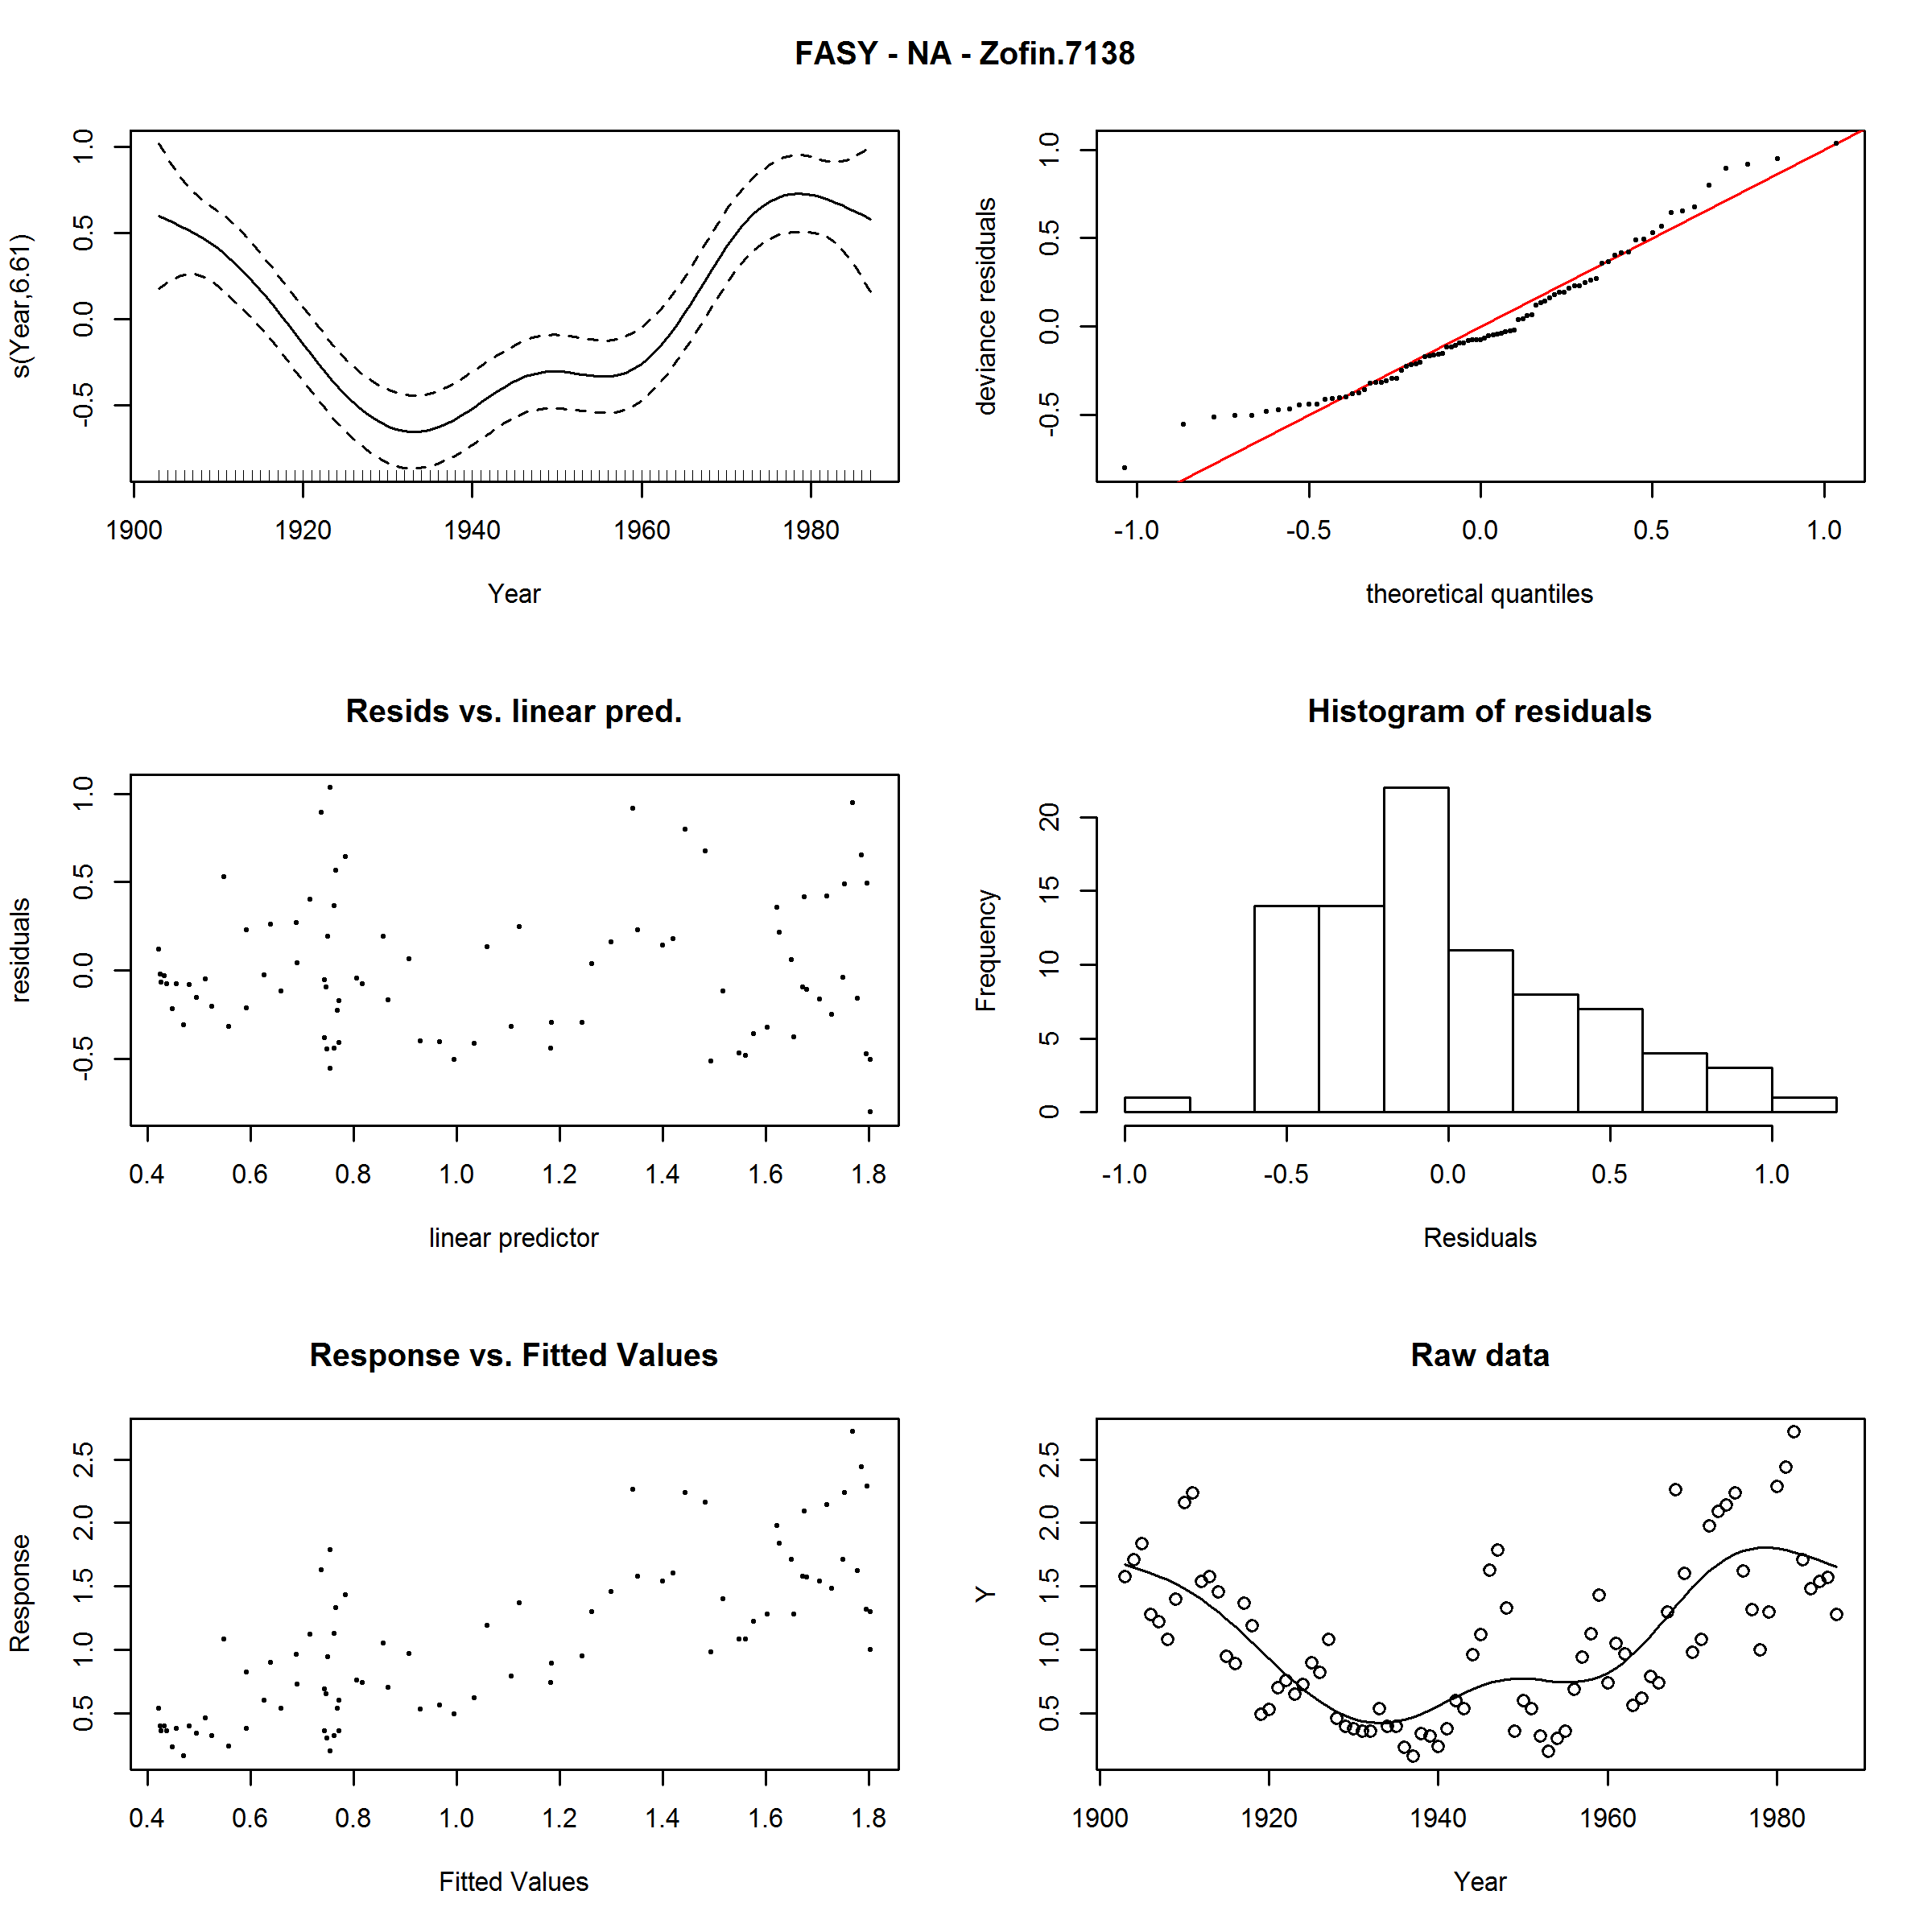 FASY - NA - Zofin.7138
s(Year,6.61)
-0.5 0.0 0.5 1.0
1900 1920 1940 1960 1980
Year
deviance residuals
-0.5 0.0 0.5 1.0
-1.0 -0.5 0.0 0.5 1.0
theoretical quantiles
Resids vs. linear pred.
residuals
-0.5 0.0 0.5 1.0
0.4 0.6 0.8 1.0 1.2 1.4 1.6 1.8
linear predictor
Histogram of residuals
Frequency
0 5 10 15 20
-1.0 -0.5 0.0 0.5 1.0
Residuals
Response vs. Fitted Values
Response
0.5 1.0 1.5 2.0 2.5
0.4 0.6 0.8 1.0 1.2 1.4 1.6 1.8
Fitted Values
Raw data
Y
0.5 1.0 1.5 2.0 2.5
1900 1920 1940 1960 1980
Year